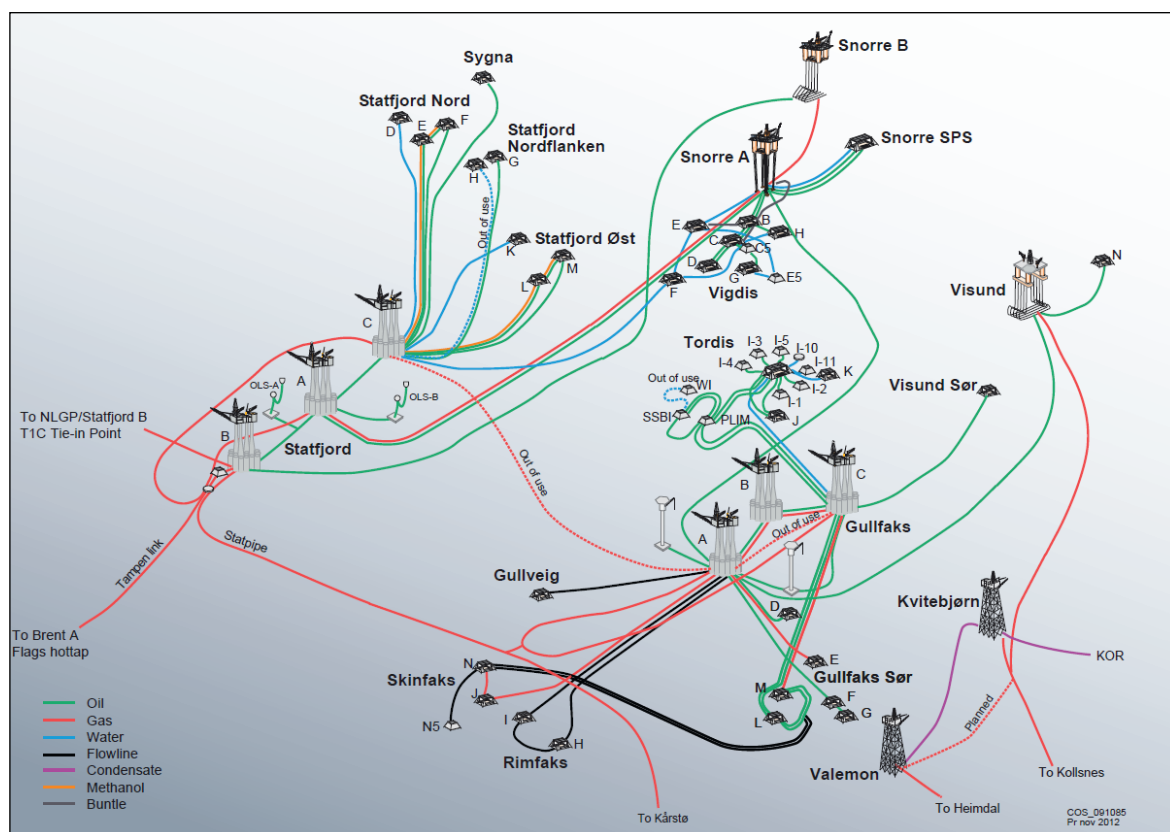 Snorre B
Sygna
Statfjord Nord
D
E
F
Statfjord
Nordflanken
G
H
Snorre A
Snorre SPS
Out of use
K
Statfjord Øst
M
L
E
B
H
C
C5
D
G
E5
F
Vigdis
N
Visund
C
Tordis
I-5
I-3
I-10
I-4
I-11
K
I-2
I-1
J
Out of use
WI
SSBI
PLIM
Visund Sør
A
OLS-A
OLS-B
To NLGP/Statfjord B
T1C Tie-in Point
B
Statfjord
Out of use
B
C
Gullfaks
A
Out of use
Statpipe
Tampen link
Gullveig
D
Kvitebjørn
To Brent A
Flags hottap
E
KOR
Gullfaks Sør
N
Skinfaks
J
M
F
G
L
N5
I
H
Rimfaks
Planned
Valemon
To Kollsnes
To Heimdal
To Kårstø
Oil
Gas
Water
Flowline
Condensate
Methanol
Buntle
COS_091085
Pr nov 2012